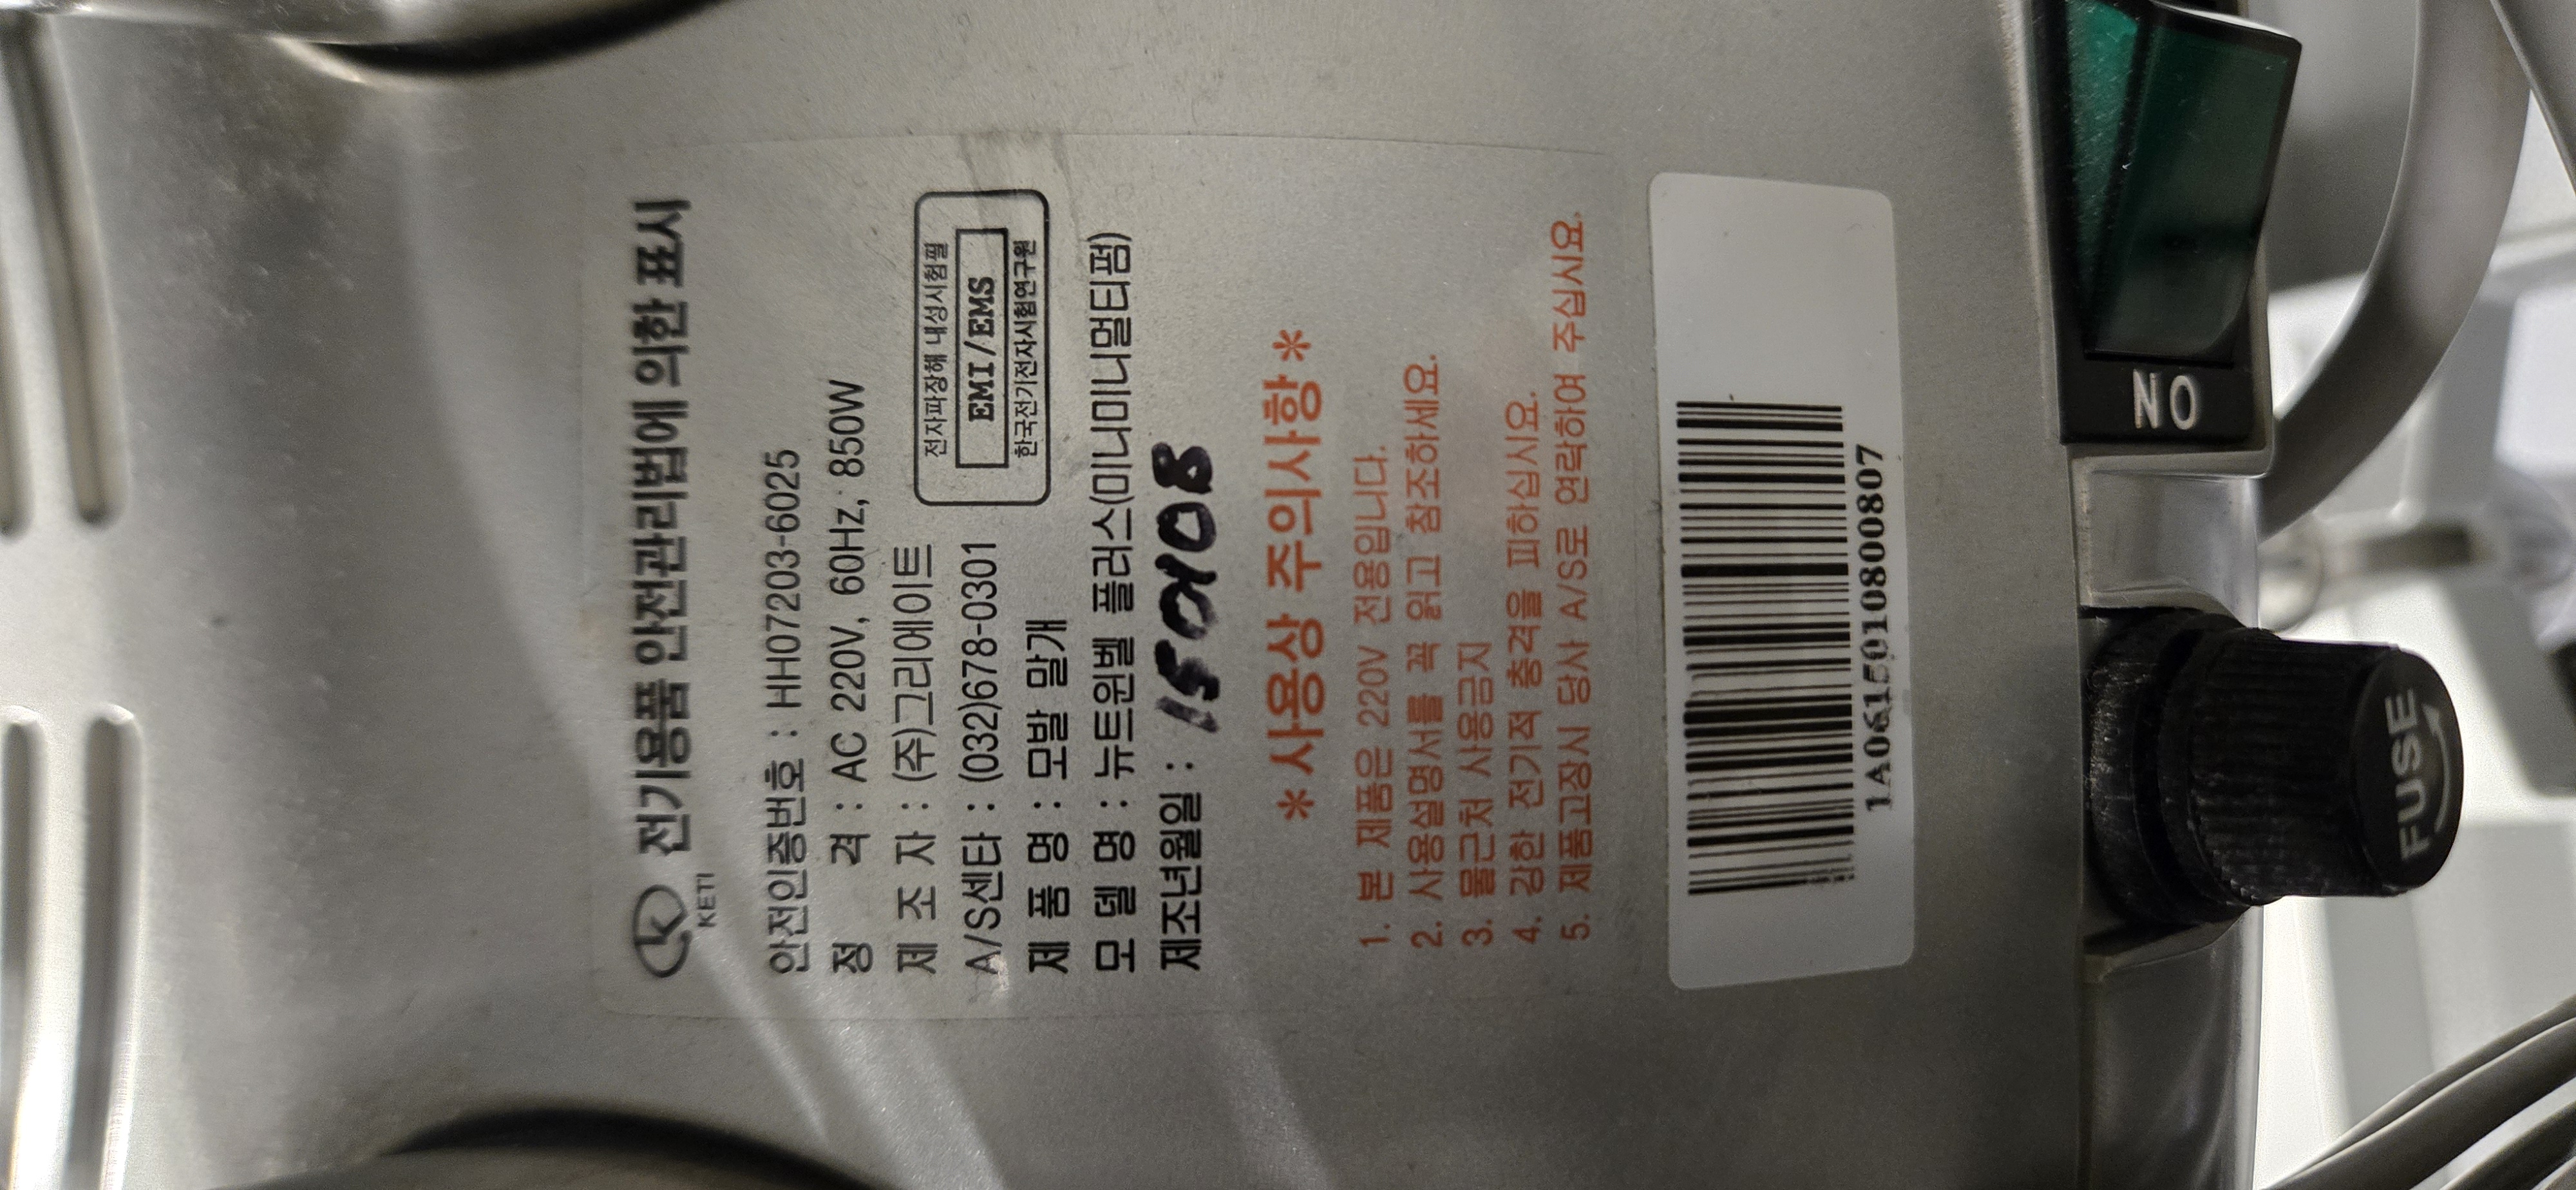 전기용품 안전관리법에 의한 표시
KETI
안전인증번호 : HH07203-6025
정 격 : AC 220V, 60Hz, 850W
제 조 자 : (주)그리에이트
A/S센타 : (032)678-0301
전자파장해 내성시험필
EMI/EMS
한국전기전자시험연구원
제 품 명 : 모발 말개
모 델 명 : 뉴트윈벨 플러스(미니미니멀티펌)
제조년월일 :
*사용상 주의사항*
1. 본 제품은 220V 전용입니다.
2. 사용설명서를 꼭 읽고 참조하세요.
3. 물근처 사용금지
4. 강한 전기적 충격을 피하십시요.
5. 제품고장시 당사 A/S로 연락하여 주십시요.
1A0615010800807
NO
FUSE